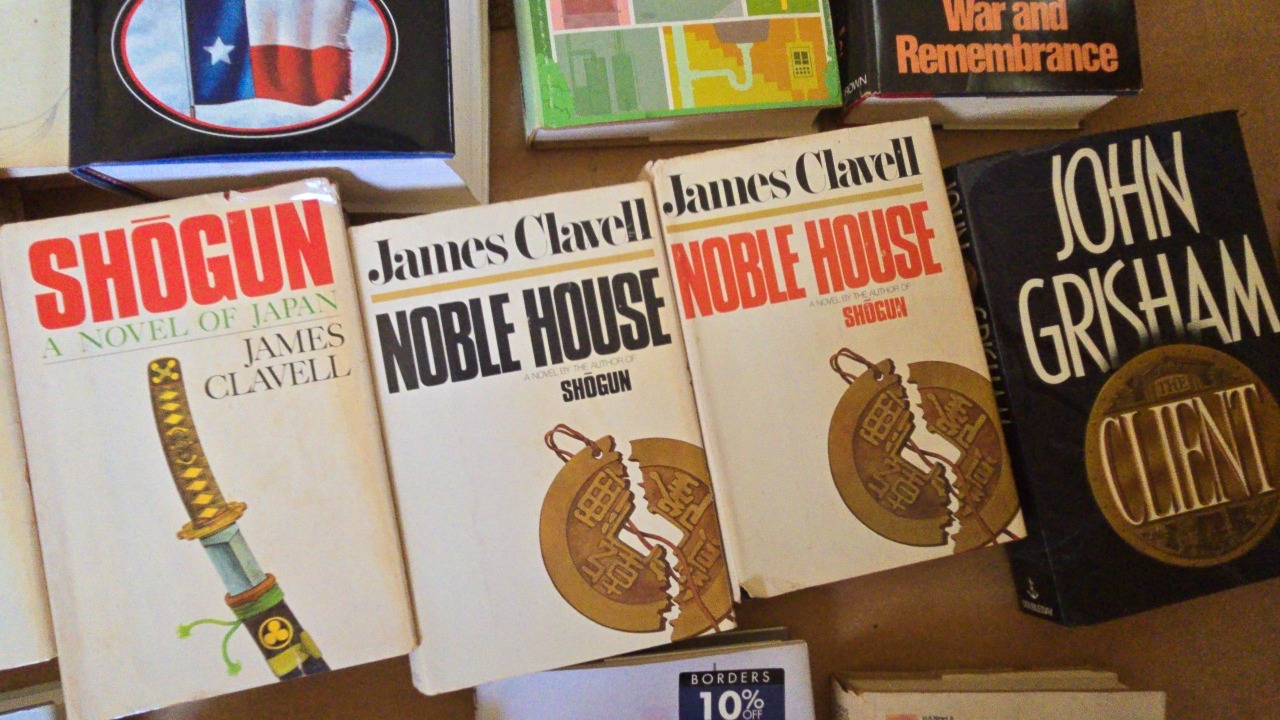 War and
Remembrance
SHŌGUN
A NOVEL OF JAPAN
JAMES
CLAVELL
James Clavell
NOBLE HOUSE
A NOVEL BY THE AUTHOR OF
SHŌGUN
James Clavell
NOBLE HOUSE
A NOVEL BY THE AUTHOR OF
SHŌGUN
JOHN
GRISHAM
THE
CLIENT
DOUBLEDAY
BORDERS
10%
OFF